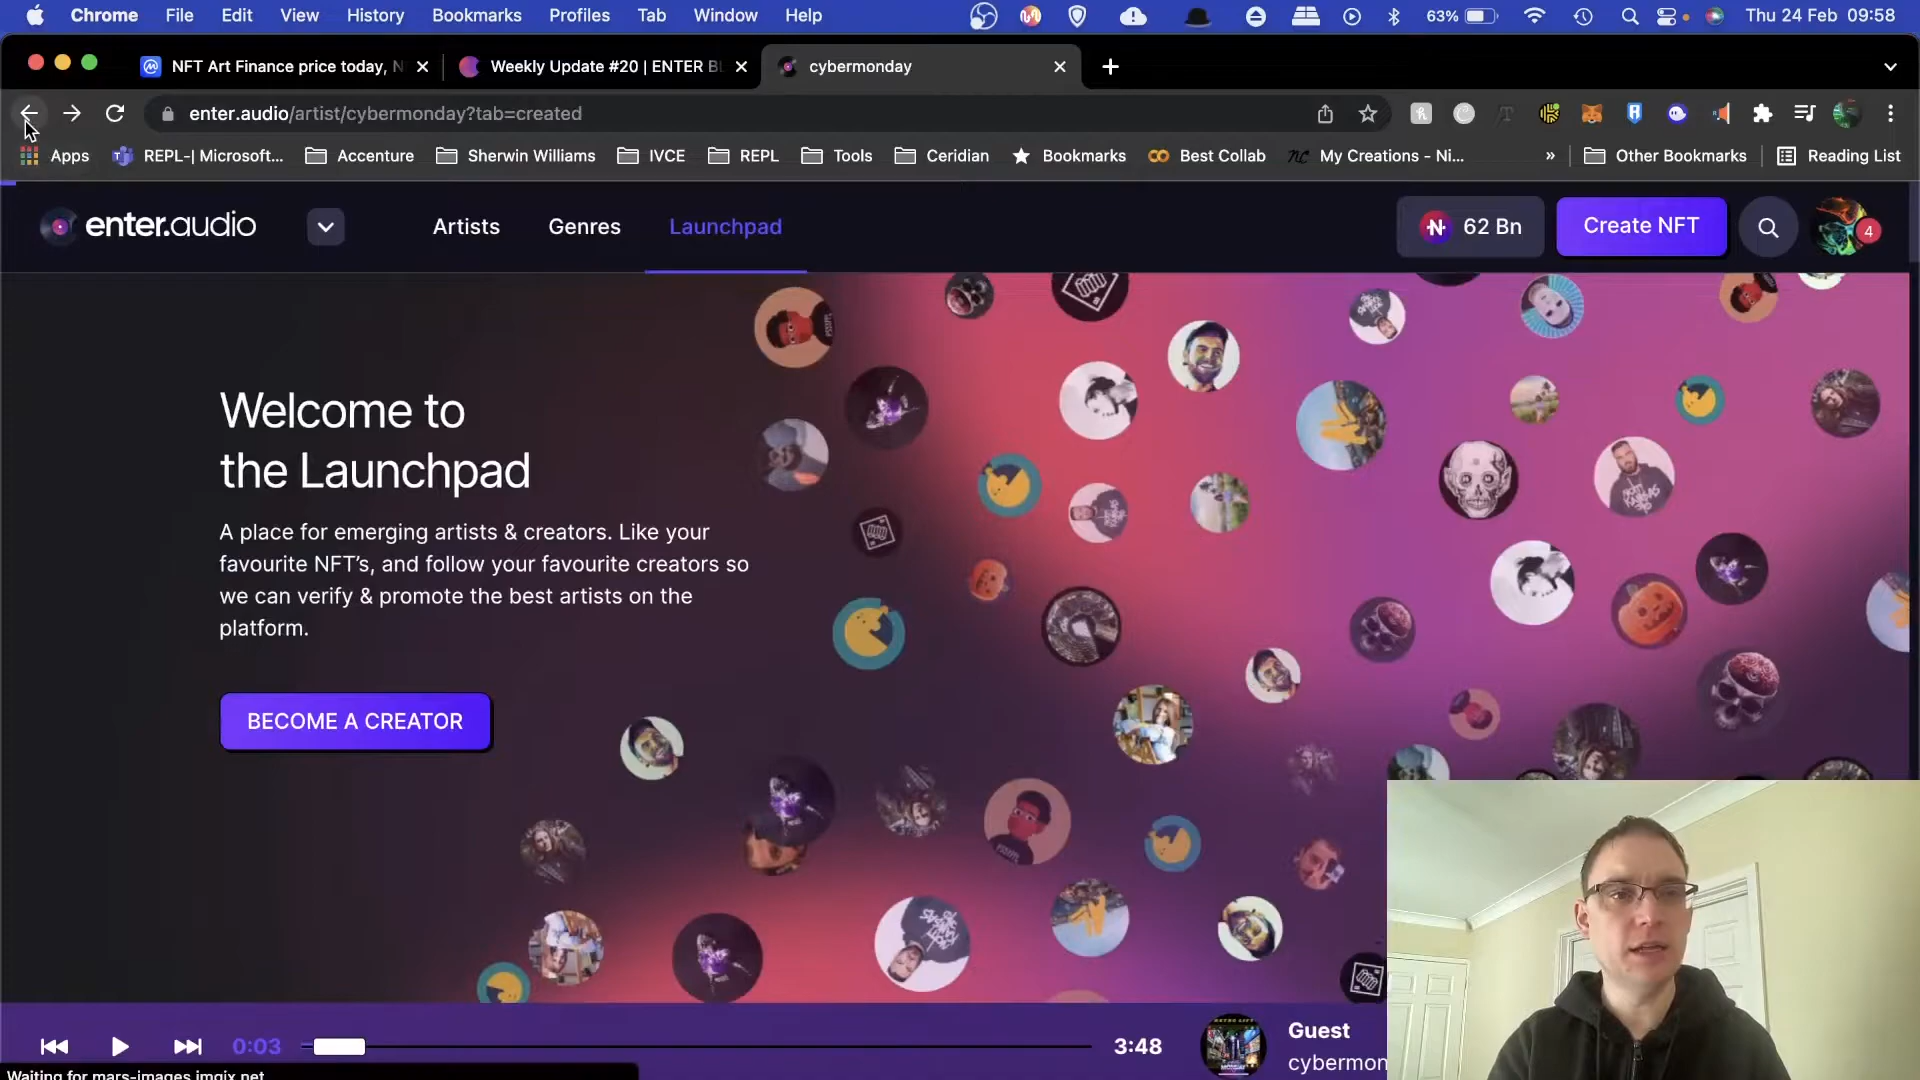 Chrome File Edit View History Bookmarks Profiles Tab Window Help 63% Thu 24 Feb 09:58
NFT Art Finance price today, N
Weekly Update #20 | ENTER BL
cybermonday
enter.audio/artist/cybermonday?tab=created
Apps REPL-| Microsoft... Accenture Sherwin Williams IVCE REPL Tools Ceridian Bookmarks Best Collab My Creations - Ni... » Other Bookmarks Reading List
enter.audio Artists Genres Launchpad 62 Bn Create NFT 4
Welcome to
the Launchpad
A place for emerging artists & creators. Like your
favourite NFT's, and follow your favourite creators so
we can verify & promote the best artists on the
platform.
BECOME A CREATOR
0:03 3:48
Guest
cybermon
Waiting for mars-images.imgix.net